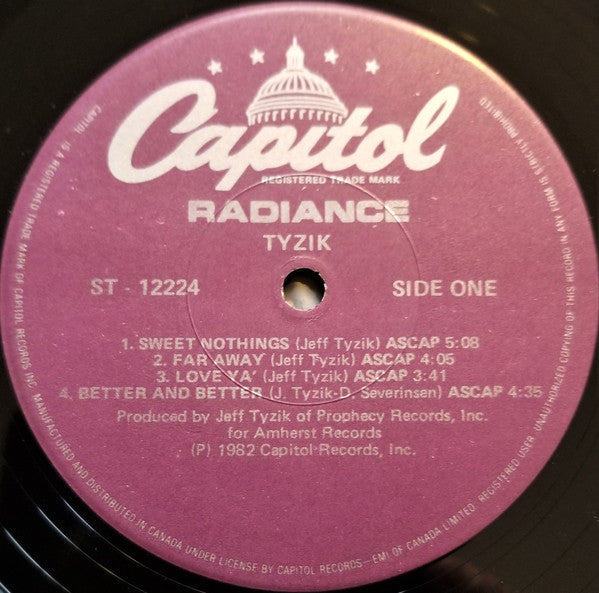 Capitol
REGISTERED TRADE MARK
RADIANCE
TYZIK
ST - 12224
SIDE ONE
1. SWEET NOTHINGS (Jeff Tyzik) ASCAP 5:08
2. FAR AWAY (Jeff Tyzik) ASCAP 4:05
3. LOVE YA' (Jeff Tyzik) ASCAP 3:41
4. BETTER AND BETTER (J. Tyzik-D. Severinsen) ASCAP 4:35
Produced by Jeff Tyzik of Prophecy Records, Inc.
for Amherst Records
(P) 1982 Capitol Records, Inc.
CAPITOL IS A REGISTERED TRADE MARK OF CAPITOL RECORDS INC. MANUFACTURED AND DISTRIBUTED IN CANADA UNDER LICENSE BY CAPITOL RECORDS—EMI OF CANADA LIMITED. REGISTERED USER. UNAUTHORIZED COPYING OF THIS RECORD IN ANY FORM IS STRICTLY PROHIBITED